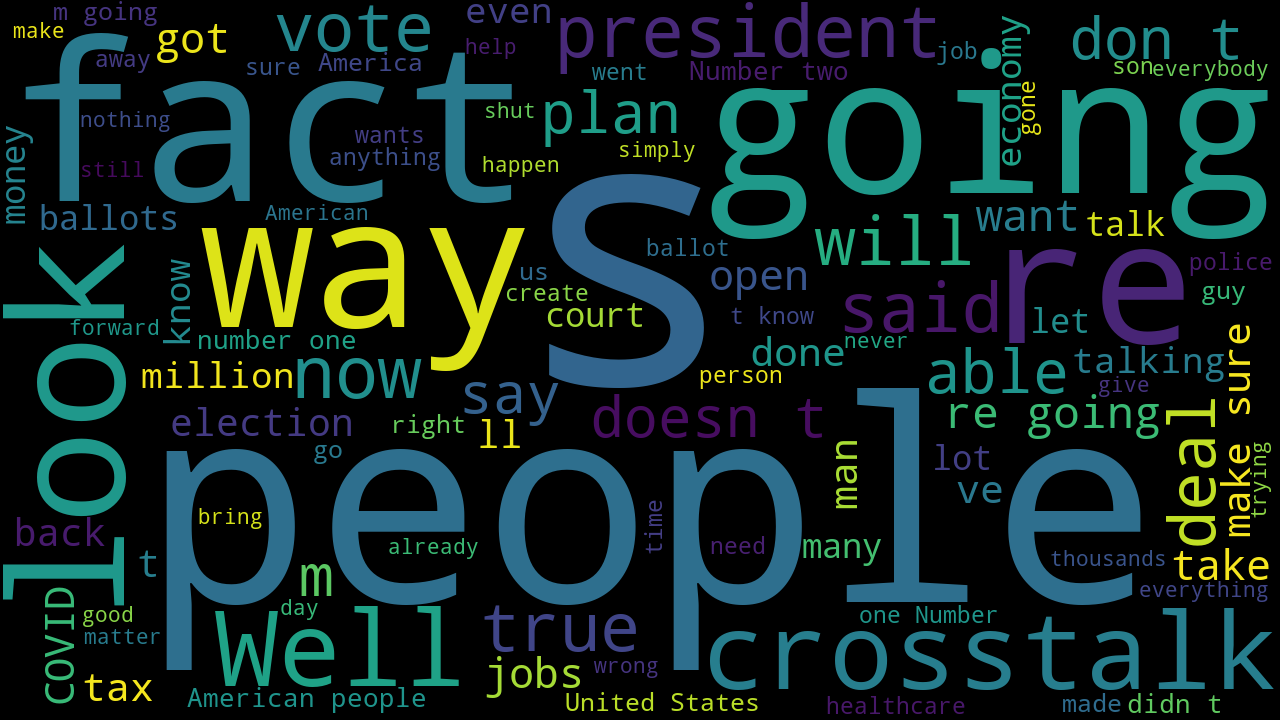 m going
even
president
make
got
vote
help
job
don t
away
sure
America
went
Number two
son
everybody
fact
going
economy
gone
nothing
shut
plan
wants
anything
simply
happen
still
money
ballots
American
way
s
will
want
talk
ballot
re
us
open
police
know
create
court
t know
said
guy
let
forward
number one
never
done
look
million
now
person
able
talking
give
say
make sure
election
right
ll
doesn t
re going
deal
go
people
man
lot
ve
trying
bring
time
back
already
need
many
t
m
thousands
take
everything
COVID
good
day
matter
Well
true
one Number
crosstalk
tax
jobs
wrong
American people
United States
healthcare
made
didn t